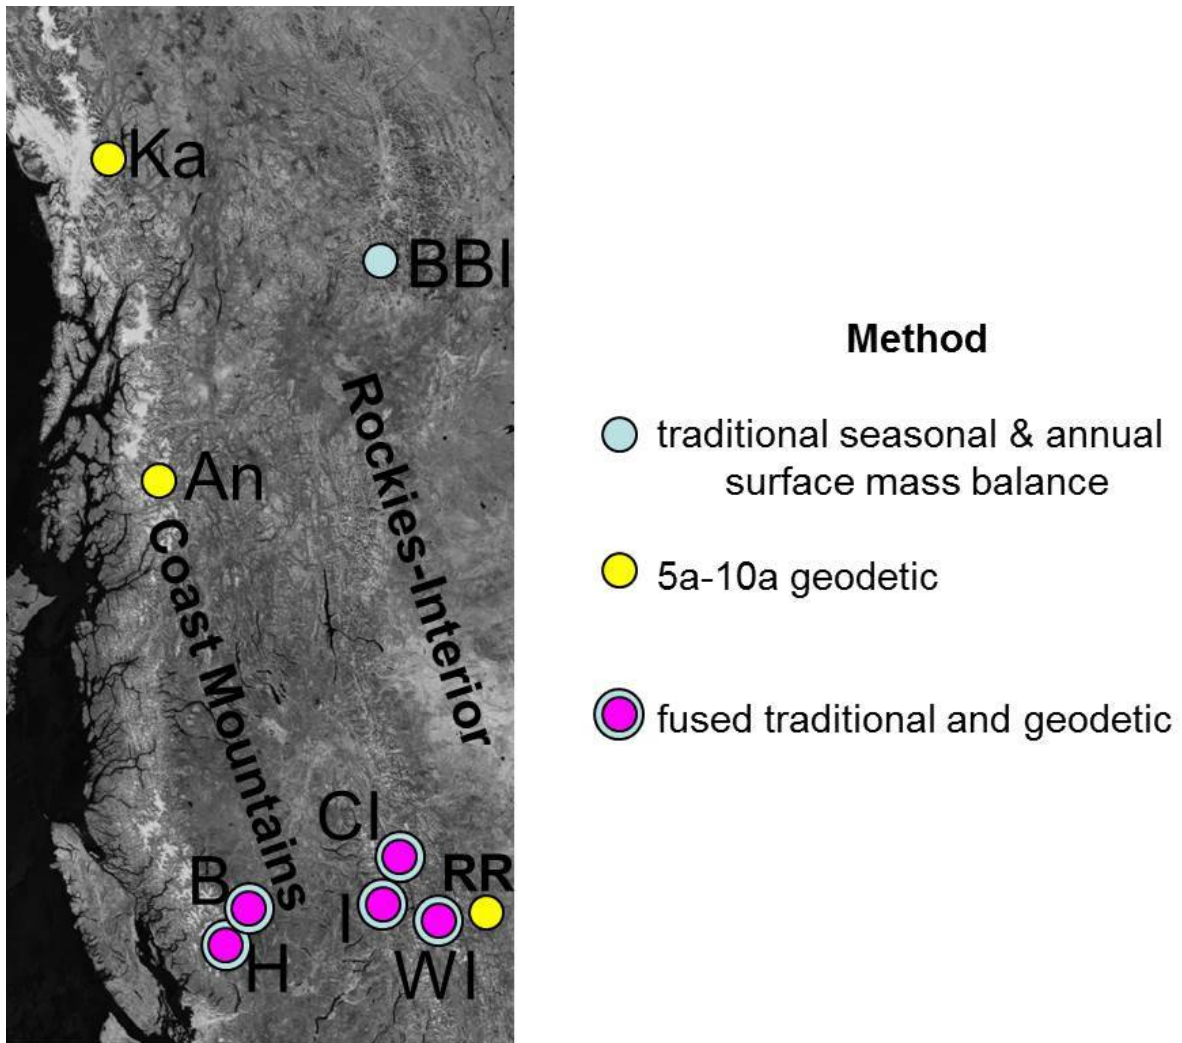 Ka
BBI
Rockies-Interior
An
Coast Mountains
CI
RR
B
I
H
WI
Method
traditional seasonal & annual
surface mass balance
5a-10a geodetic
fused traditional and geodetic